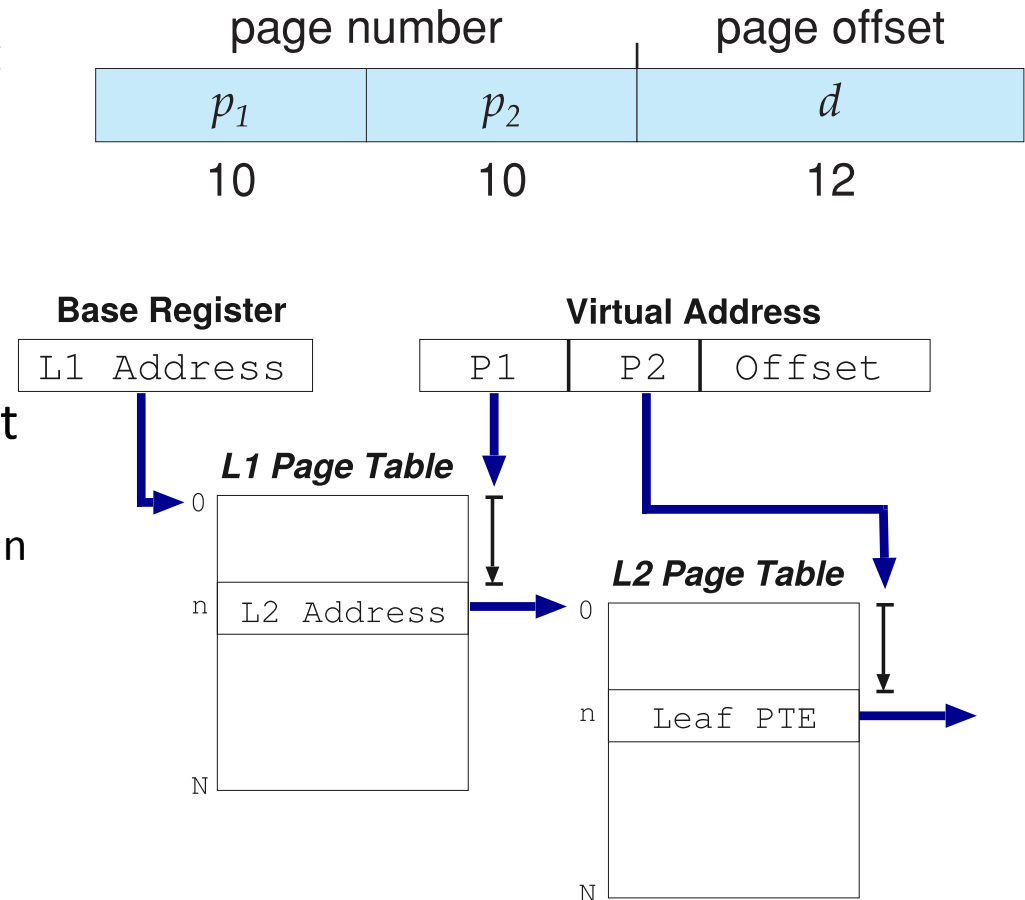 page number page offset
p1 p2 d
10 10 12
Base Register Virtual Address
L1 Address P1 P2 Offset
t
L1 Page Table
0
n
L2 Page Table
n L2 Address 0
n Leaf PTE
N
N